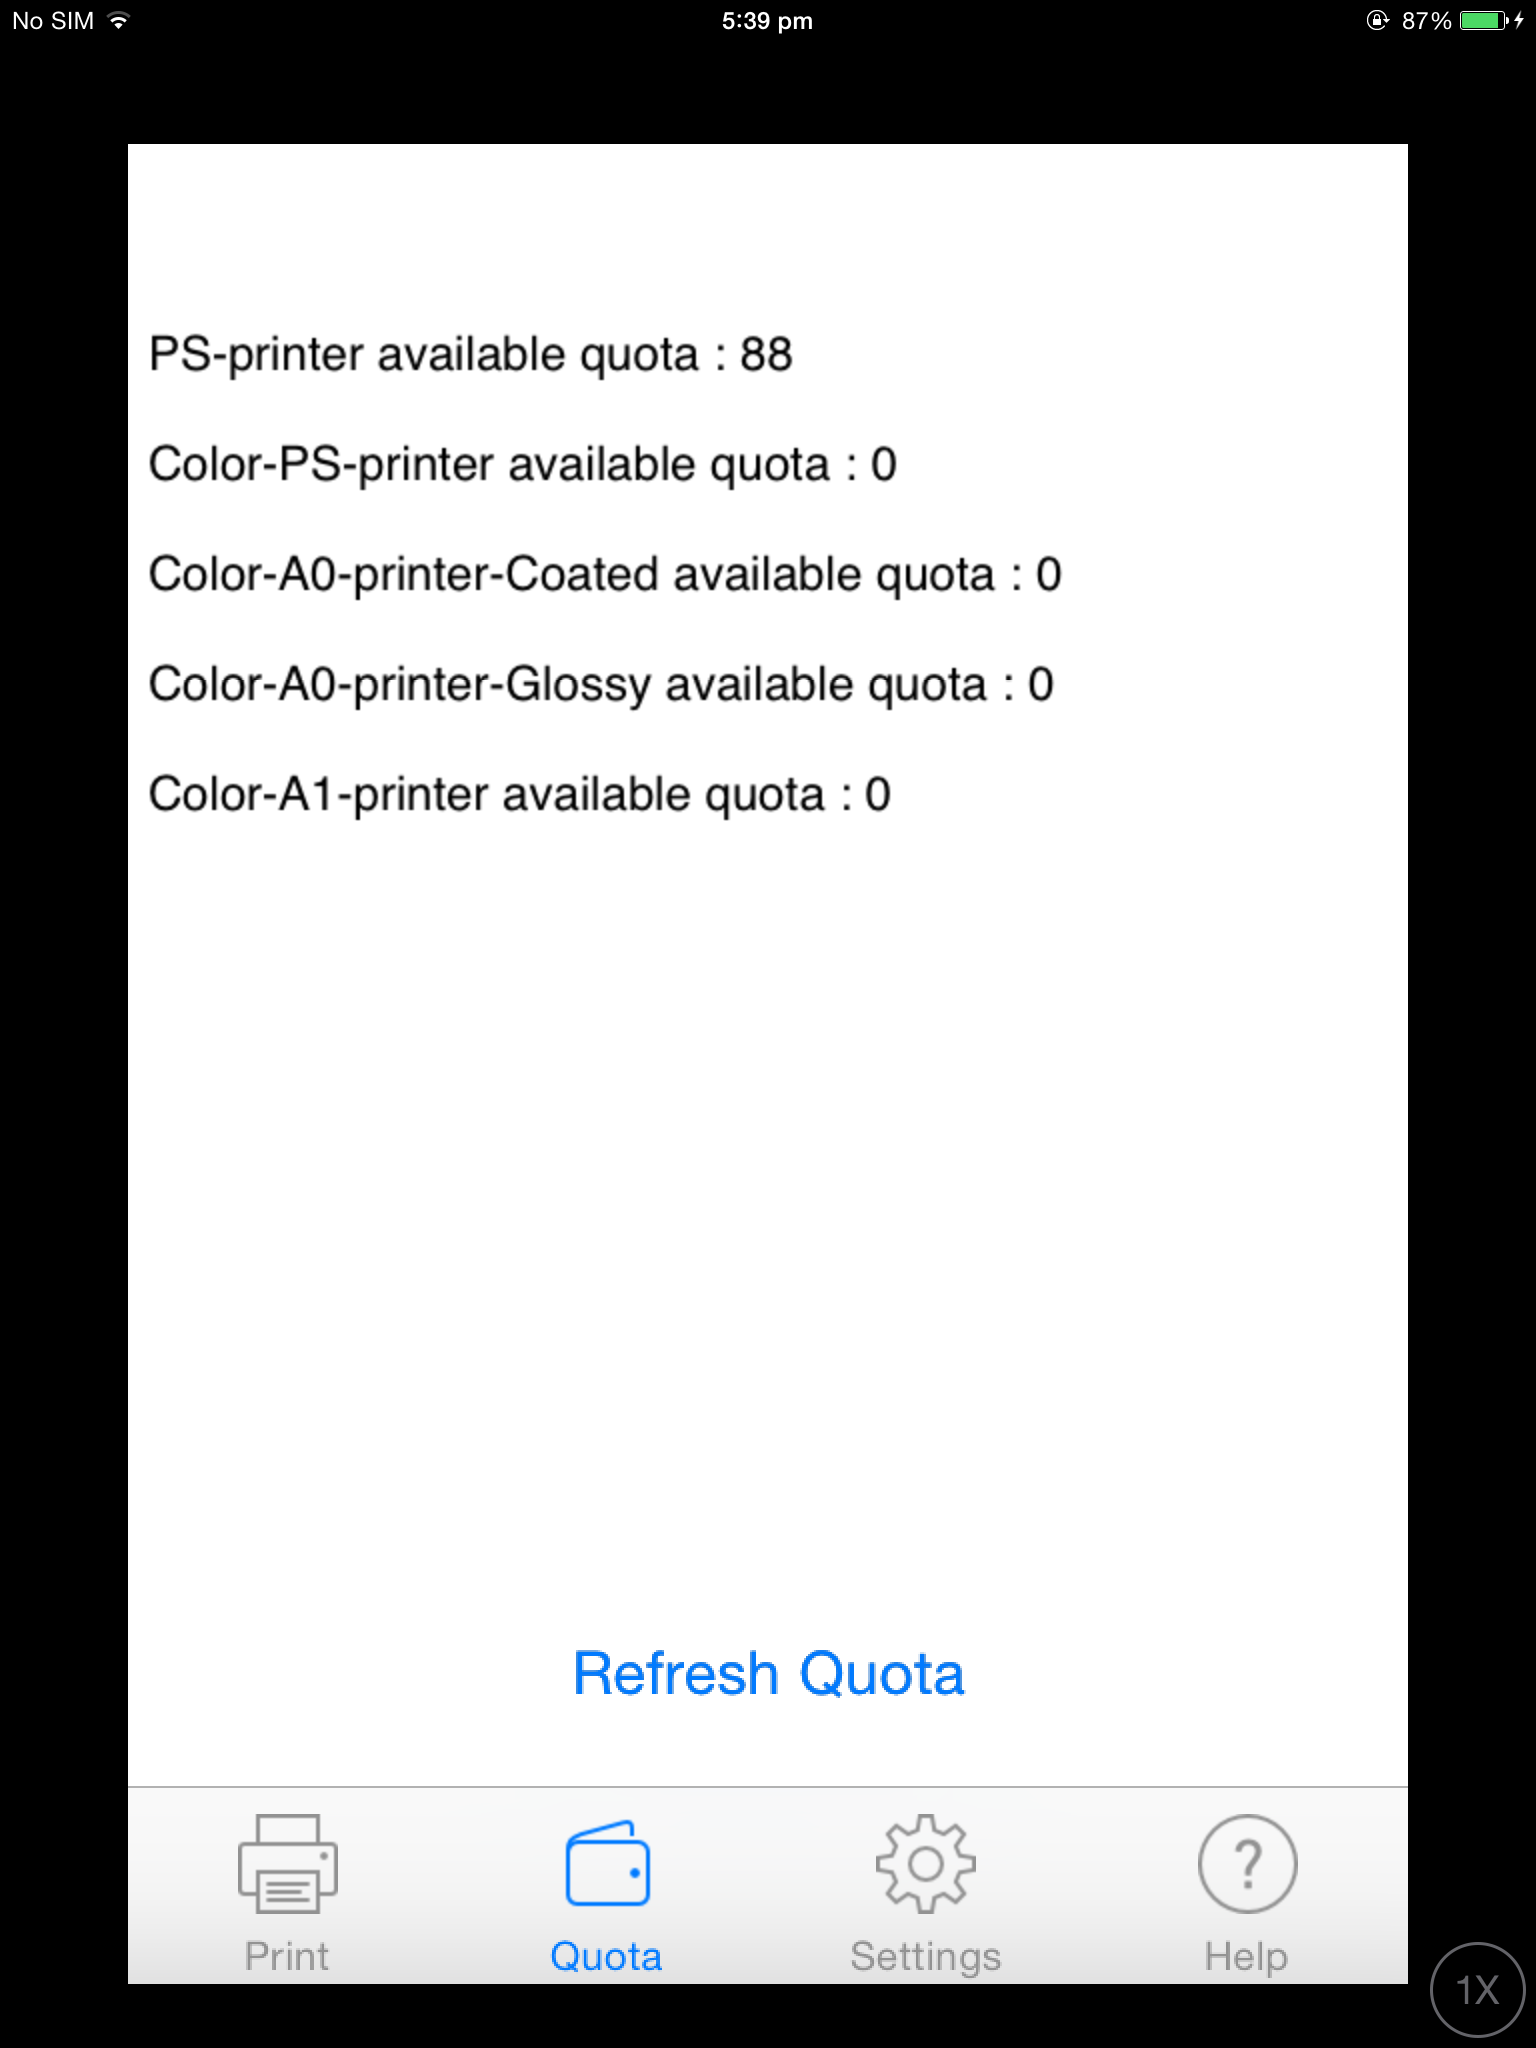 No SIM 5:39 pm 87%
PS-printer available quota : 88
Color-PS-printer available quota : 0
Color-A0-printer-Coated available quota : 0
Color-A0-printer-Glossy available quota : 0
Color-A1-printer available quota : 0
Refresh Quota
?
Print Quota Settings Help
1X